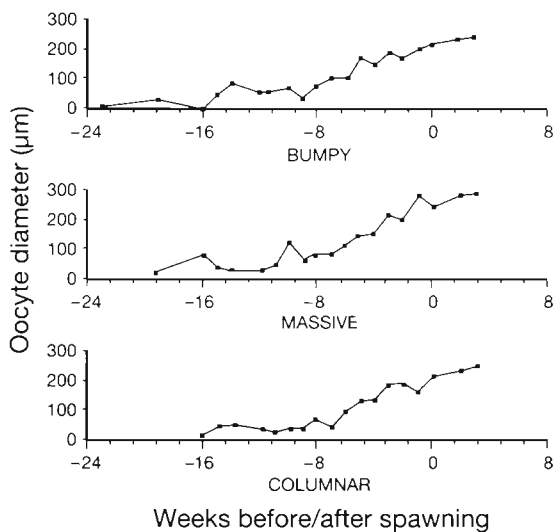 Oocyte diameter (μm)
300
200
100
0
−24 −16 −8 0 8
BUMPY
300
200
100
0
−24 −16 −8 0 8
MASSIVE
300
200
100
0
−24 −16 −8 0 8
COLUMNAR
Weeks before/after spawning